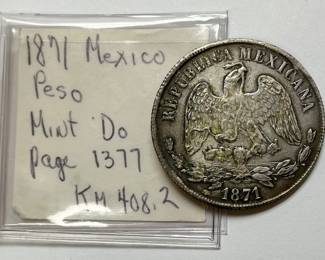 1871 Mexico
Peso
Mint Do
page 1377
KM 408.2
REPUBLICA MEXICANA
1871